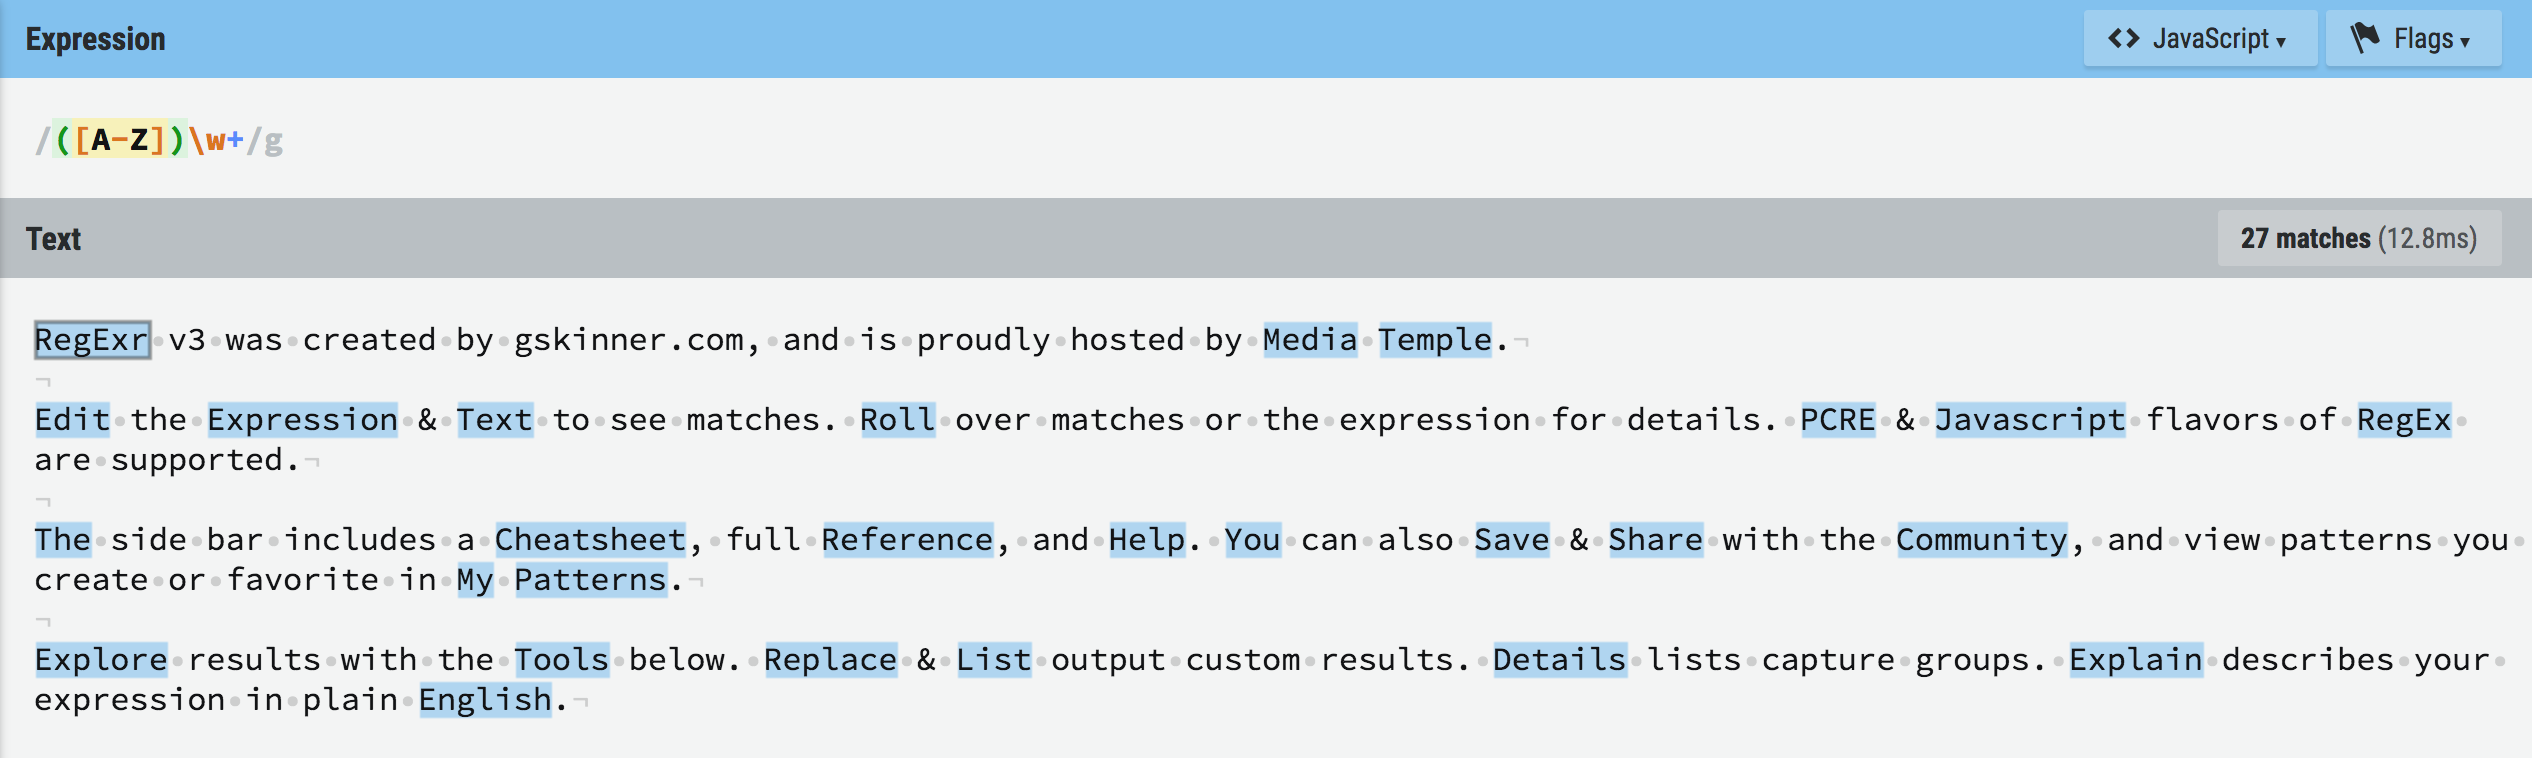 Expression
JavaScript
Flags
/([A-Z])\w+/g
Text
27 matches (12.8ms)
RegExr v3 was created by gskinner.com, and is proudly hosted by Media Temple.
Edit the Expression & Text to see matches. Roll over matches or the expression for details. PCRE & Javascript flavors of RegEx
are supported.
The side bar includes a Cheatsheet, full Reference, and Help. You can also Save & Share with the Community, and view patterns you
create or favorite in My Patterns.
Explore results with the Tools below. Replace & List output custom results. Details lists capture groups. Explain describes your
expression in plain English.